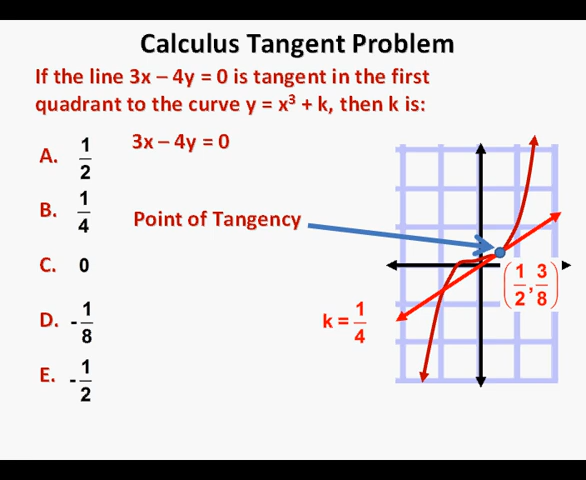 Calculus Tangent Problem
If the line 3x – 4y = 0 is tangent in the first
quadrant to the curve y = x³ + k, then k is:
3x – 4y = 0
A. 1/2
B. 1/4
C. 0
D. -1/8
E. -1/2
Point of Tangency
(1/2, 3/8)
k = 1/4